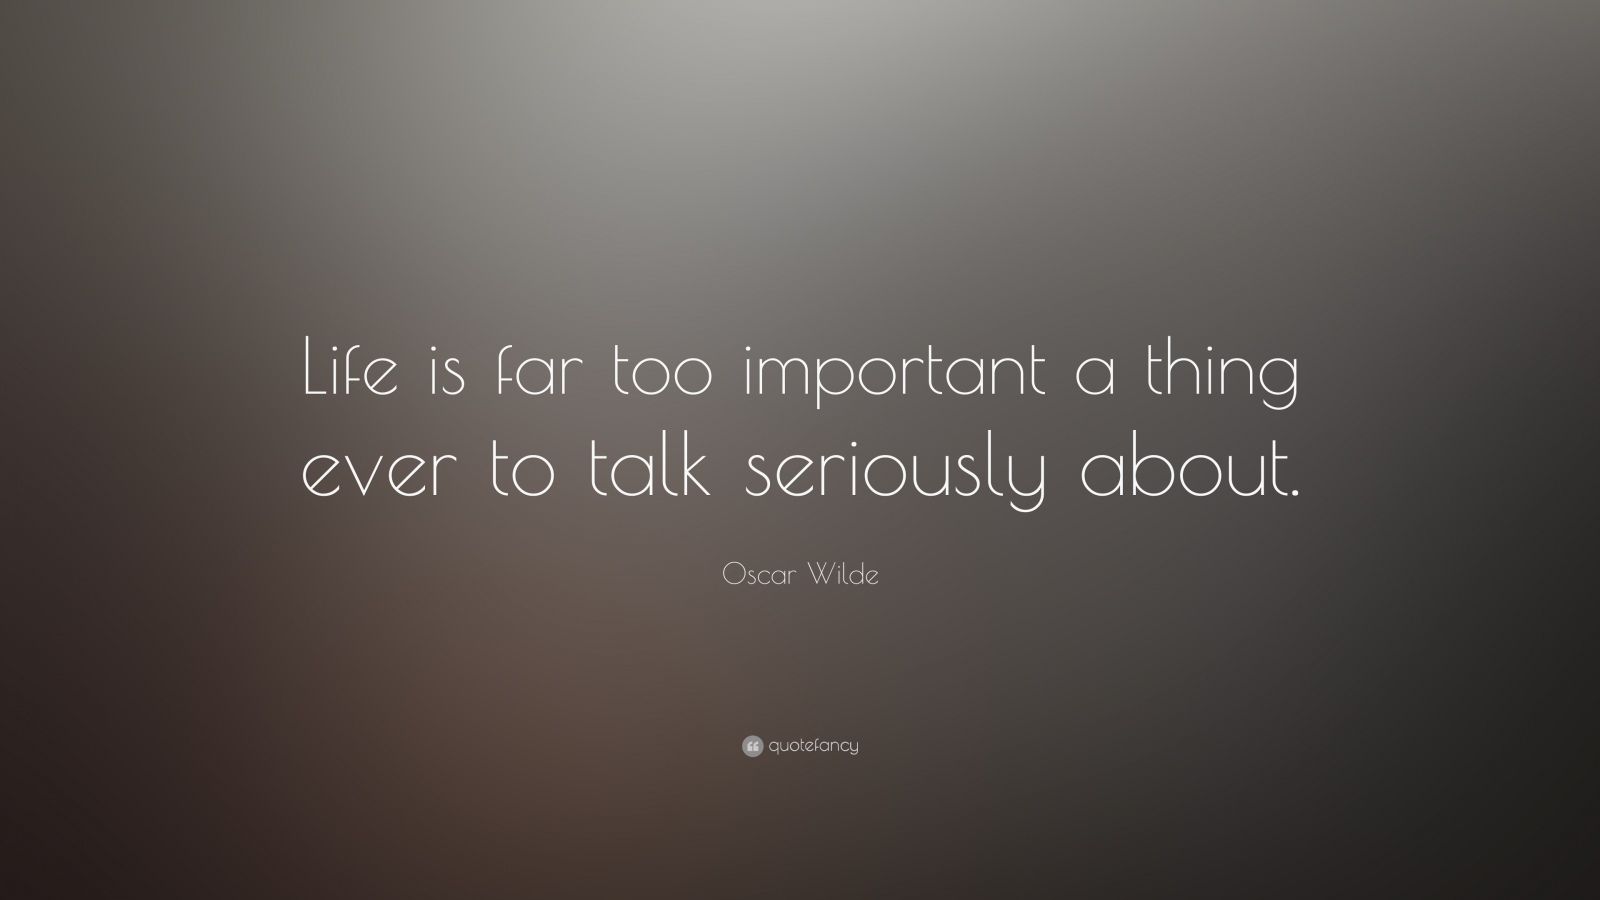 Life is far too important a thing
ever to talk seriously about.
Oscar Wilde
quotefancy